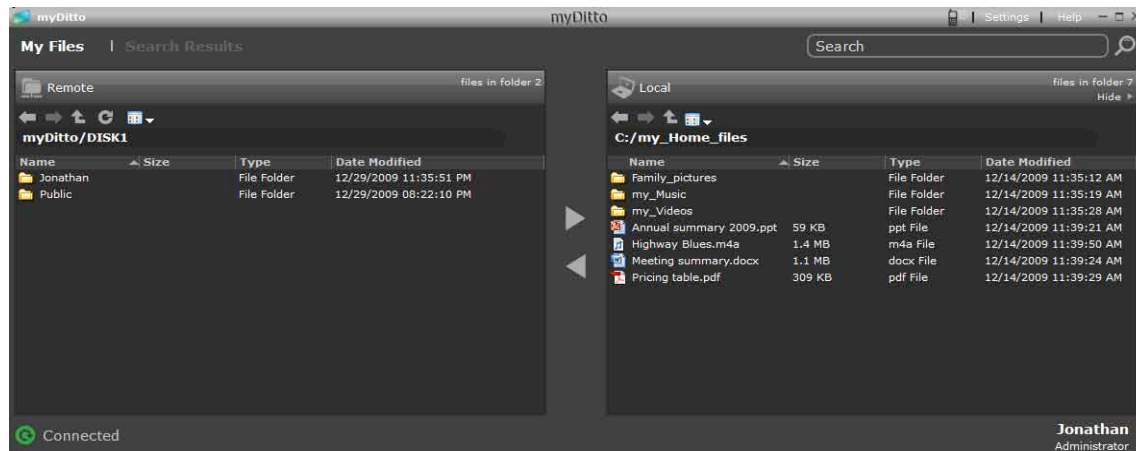 myDitto myDitto | Settings | Help
My Files | Search Results Search
Remote files in folder 2
myDitto/DISK1
Name Size Type Date Modified
Jonathan File Folder 12/29/2009 11:35:51 PM
Public File Folder 12/29/2009 08:22:10 PM
Local files in folder 7
Hide
C:/my_Home_files
Name Size Type Date Modified
Family_pictures File Folder 12/14/2009 11:35:12 AM
my_Music File Folder 12/14/2009 11:35:19 AM
my_Videos File Folder 12/14/2009 11:35:28 AM
Annual summary 2009.ppt 59 KB ppt File 12/14/2009 11:39:21 AM
Highway Blues.m4a 1.4 MB m4a File 12/14/2009 11:39:50 AM
Meeting summary.docx 1.1 MB docx File 12/14/2009 11:39:24 AM
Pricing table.pdf 309 KB pdf File 12/14/2009 11:39:29 AM
Connected
Jonathan
Administrator